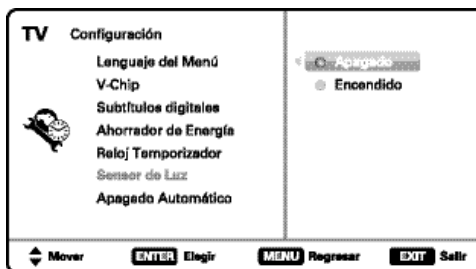 TV Configuración
Lenguaje del Menú
V-Chip
Subtítulos digitales
Ahorrador de Energía
Reloj Temporizador
Sensor de Luz
Apagado Automático
Apagado
Encendido
Mover ENTER Elegir MENU Regresar EXIT Salir